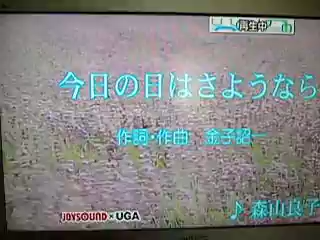 再生中
今日の日はさようなら
作詞・作曲 金子詔一
♪ 森山良子
JOYSOUND × UGA